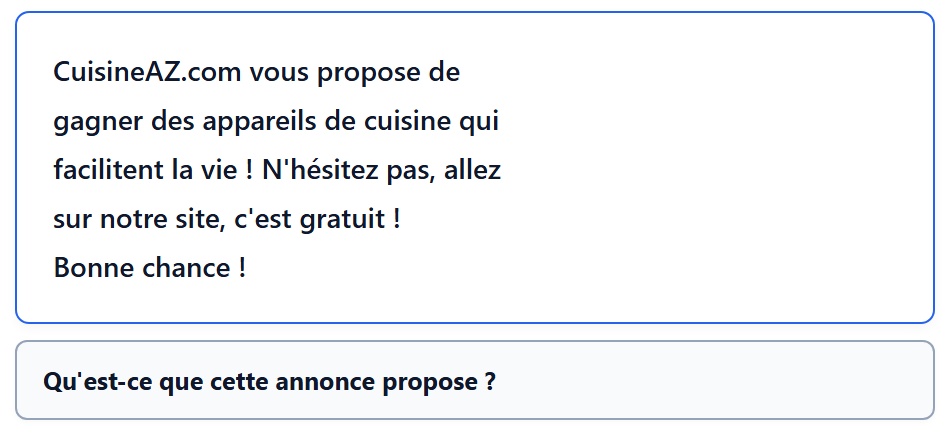 CuisineAZ.com vous propose de
gagner des appareils de cuisine qui
facilitent la vie ! N'hésitez pas, allez
sur notre site, c'est gratuit !
Bonne chance !
Qu'est-ce que cette annonce propose ?